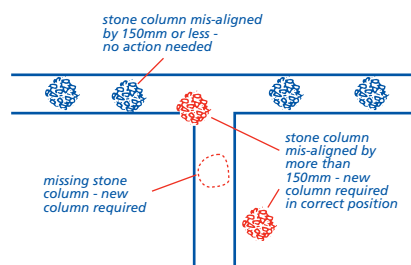 stone column mis-aligned
by 150mm or less -
no action needed
stone column
mis-aligned by
more than
150mm - new
column required
in correct position
missing stone
column - new
column required